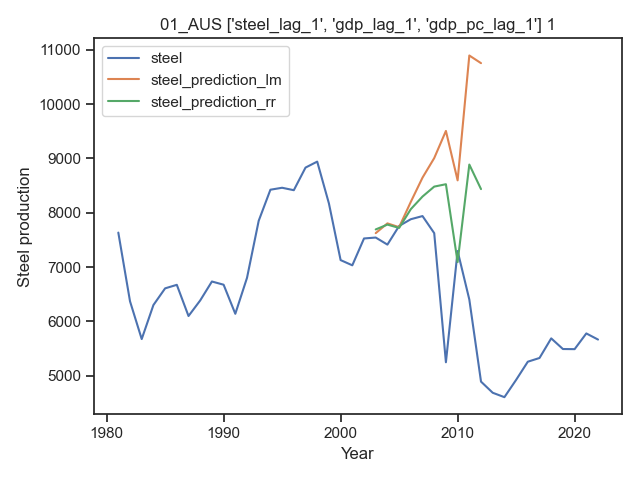 01_AUS ['steel_lag_1', 'gdp_lag_1', 'gdp_pc_lag_1'] 1
steel
steel_prediction_lm
steel_prediction_rr
11000
10000
9000
8000
7000
6000
5000
Steel production
1980
1990
2000
2010
2020
Year